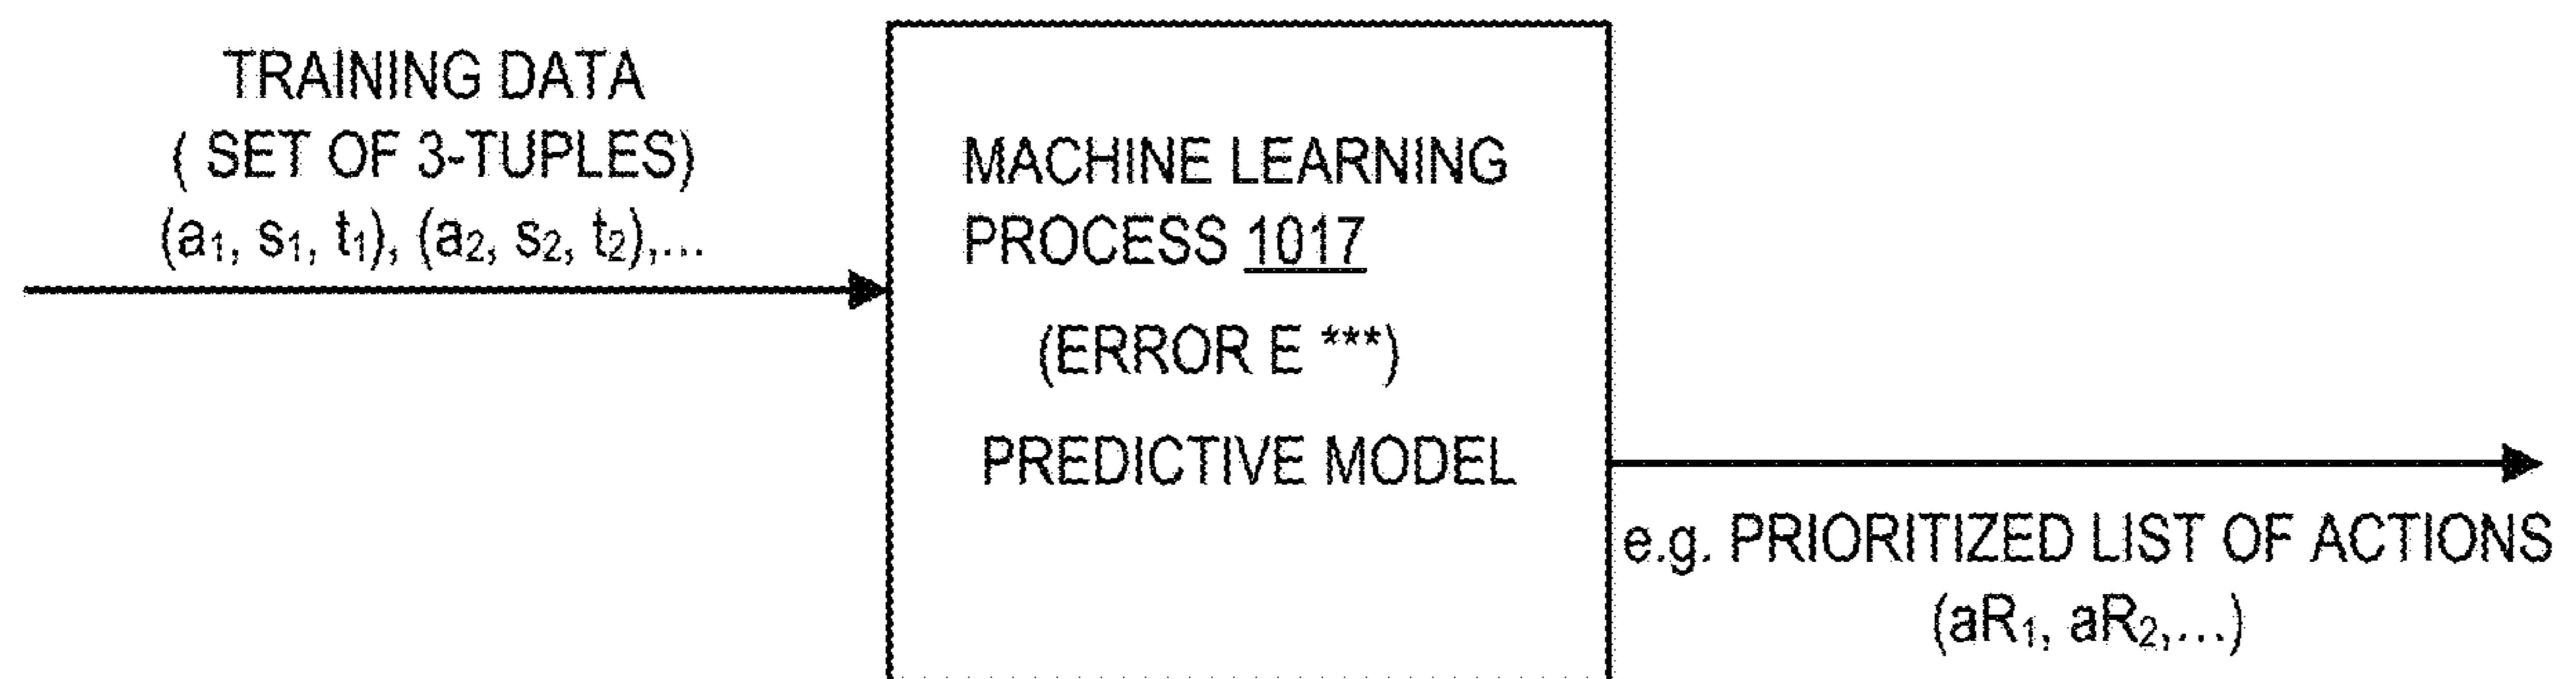 TRAINING DATA
( SET OF 3-TUPLES)
(a₁, s₁, t₁), (a₂, s₂, t₂),...
MACHINE LEARNING
PROCESS 1017
(ERROR E ***)
PREDICTIVE MODEL
e.g. PRIORITIZED LIST OF ACTIONS
(aR₁, aR₂,...)